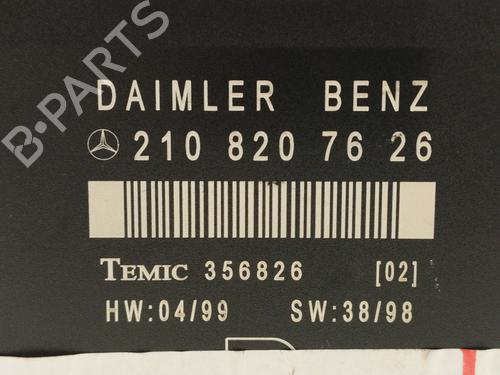 DAIMLER BENZ
210 820 76 26
TEMIC 356826 [02]
HW:04/99 SW:38/98
B-PARTS